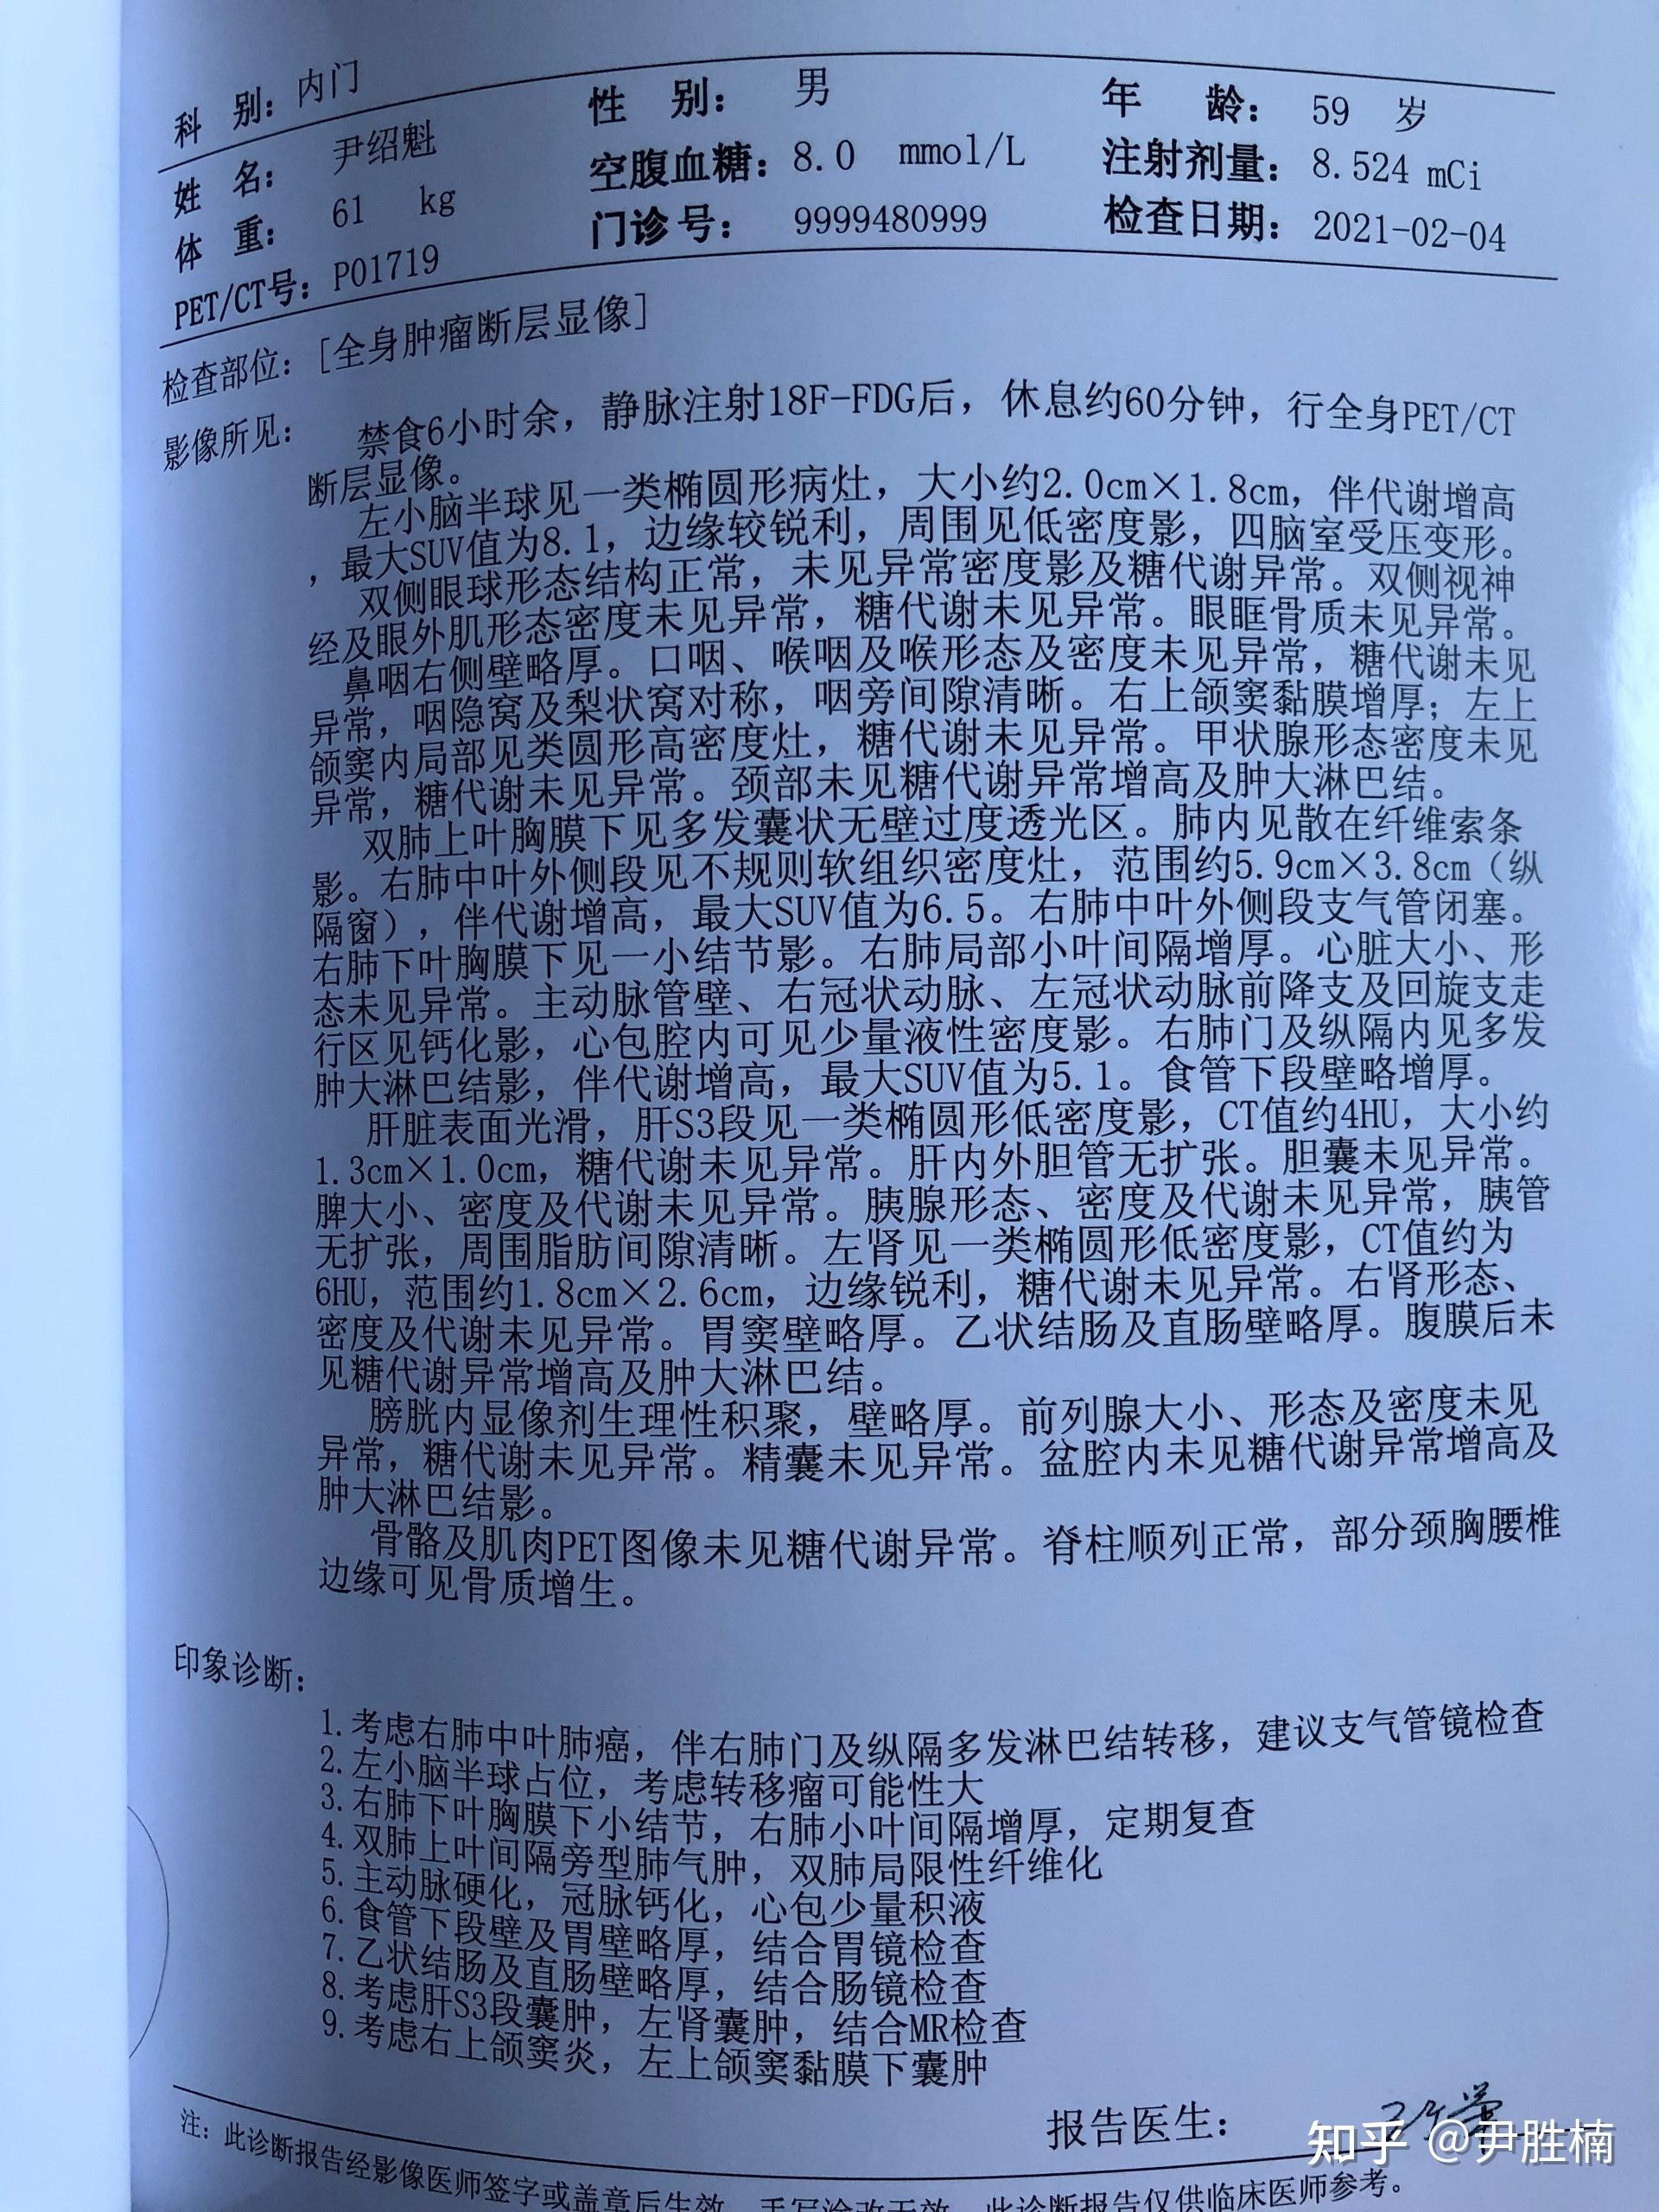 科 别：内门 性 别：男 年 龄：59 岁
姓 名：尹绍魁 空腹血糖：8.0 mmol/L 注射剂量：8.524 mCi
体 重：61 kg 门诊号：9999480999 检查日期：2021-02-04
PET/CT号：P01719
检查部位：[全身肿瘤断层显像]
影像所见：
禁食6小时余，静脉注射18F-FDG后，休息约60分钟，行全身PET/CT
断层显像。
左小脑半球见一类椭圆形病灶，大小约2.0cm×1.8cm，伴代谢增高
，最大SUV值为8.1，边缘较锐利，周围见低密度影，四脑室受压变形。
双侧眼球形态结构正常，未见异常密度影及糖代谢异常。双侧视神
经及眼外肌形态密度未见异常，糖代谢未见异常。眼眶骨质未见异常。
鼻咽右侧壁略厚。口咽、喉咽及喉形态及密度未见异常，糖代谢未见
异常，咽隐窝及梨状窝对称，咽旁间隙清晰。右上颌窦黏膜增厚；左上
颌窦内局部见类圆形高密度灶，糖代谢未见异常。甲状腺形态密度未见
异常，糖代谢未见异常。颈部未见糖代谢异常增高及肿大淋巴结。
双肺上叶胸膜下见多发囊状无壁过度透光区。肺内见散在纤维索条
影。右肺中叶外侧段见不规则软组织密度灶，范围约5.9cm×3.8cm（纵
隔窗），伴代谢增高，最大SUV值为6.5。右肺中叶外侧段支气管闭塞。
右肺下叶胸膜下见一小结节影。右肺局部小叶间隔增厚。心脏大小、形
态未见异常。主动脉管壁、右冠状动脉、左冠状动脉前降支及回旋支走
行区见钙化影，心包腔内可见少量液性密度影。右肺门及纵隔内见多发
肿大淋巴结影，伴代谢增高，最大SUV值为5.1。食管下段壁略增厚。
肝脏表面光滑，肝S3段见一类椭圆形低密度影，CT值约4HU，大小约
1.3cm×1.0cm，糖代谢未见异常。肝内外胆管无扩张。胆囊未见异常。
脾大小、密度及代谢未见异常。胰腺形态、密度及代谢未见异常，胰管
无扩张，周围脂肪间隙清晰。左肾见一类椭圆形低密度影，CT值约为
6HU，范围约1.8cm×2.6cm，边缘锐利，糖代谢未见异常。右肾形态、
密度及代谢未见异常。胃窦壁略厚。乙状结肠及直肠壁略厚。腹膜后未
见糖代谢异常增高及肿大淋巴结。
膀胱内显像剂生理性积聚，壁略厚。前列腺大小、形态及密度未见
异常，糖代谢未见异常。精囊未见异常。盆腔内未见糖代谢异常增高及
肿大淋巴结影。
骨骼及肌肉PET图像未见糖代谢异常。脊柱顺列正常，部分颈胸腰椎
边缘可见骨质增生。
印象诊断：
1.考虑右肺中叶肺癌，伴右肺门及纵隔多发淋巴结转移，建议支气管镜检查
2.左小脑半球占位，考虑转移瘤可能性大
3.右肺下叶胸膜下小结节，右肺小叶间隔增厚，定期复查
4.双肺上叶间隔旁型肺气肿，双肺局限性纤维化
5.主动脉硬化，冠脉钙化，心包少量积液
6.食管下段壁及胃壁略厚，结合胃镜检查
7.乙状结肠及直肠壁略厚，结合肠镜检查
8.考虑肝S3段囊肿，左肾囊肿，结合MR检查
9.考虑右上颌窦炎，左上颌窦黏膜下囊肿
报告医生：
知乎 @尹胜楠
注：此诊断报告经影像医师签字或盖章后生效，手写涂改无效，此诊断报告仅供临床医师参考。